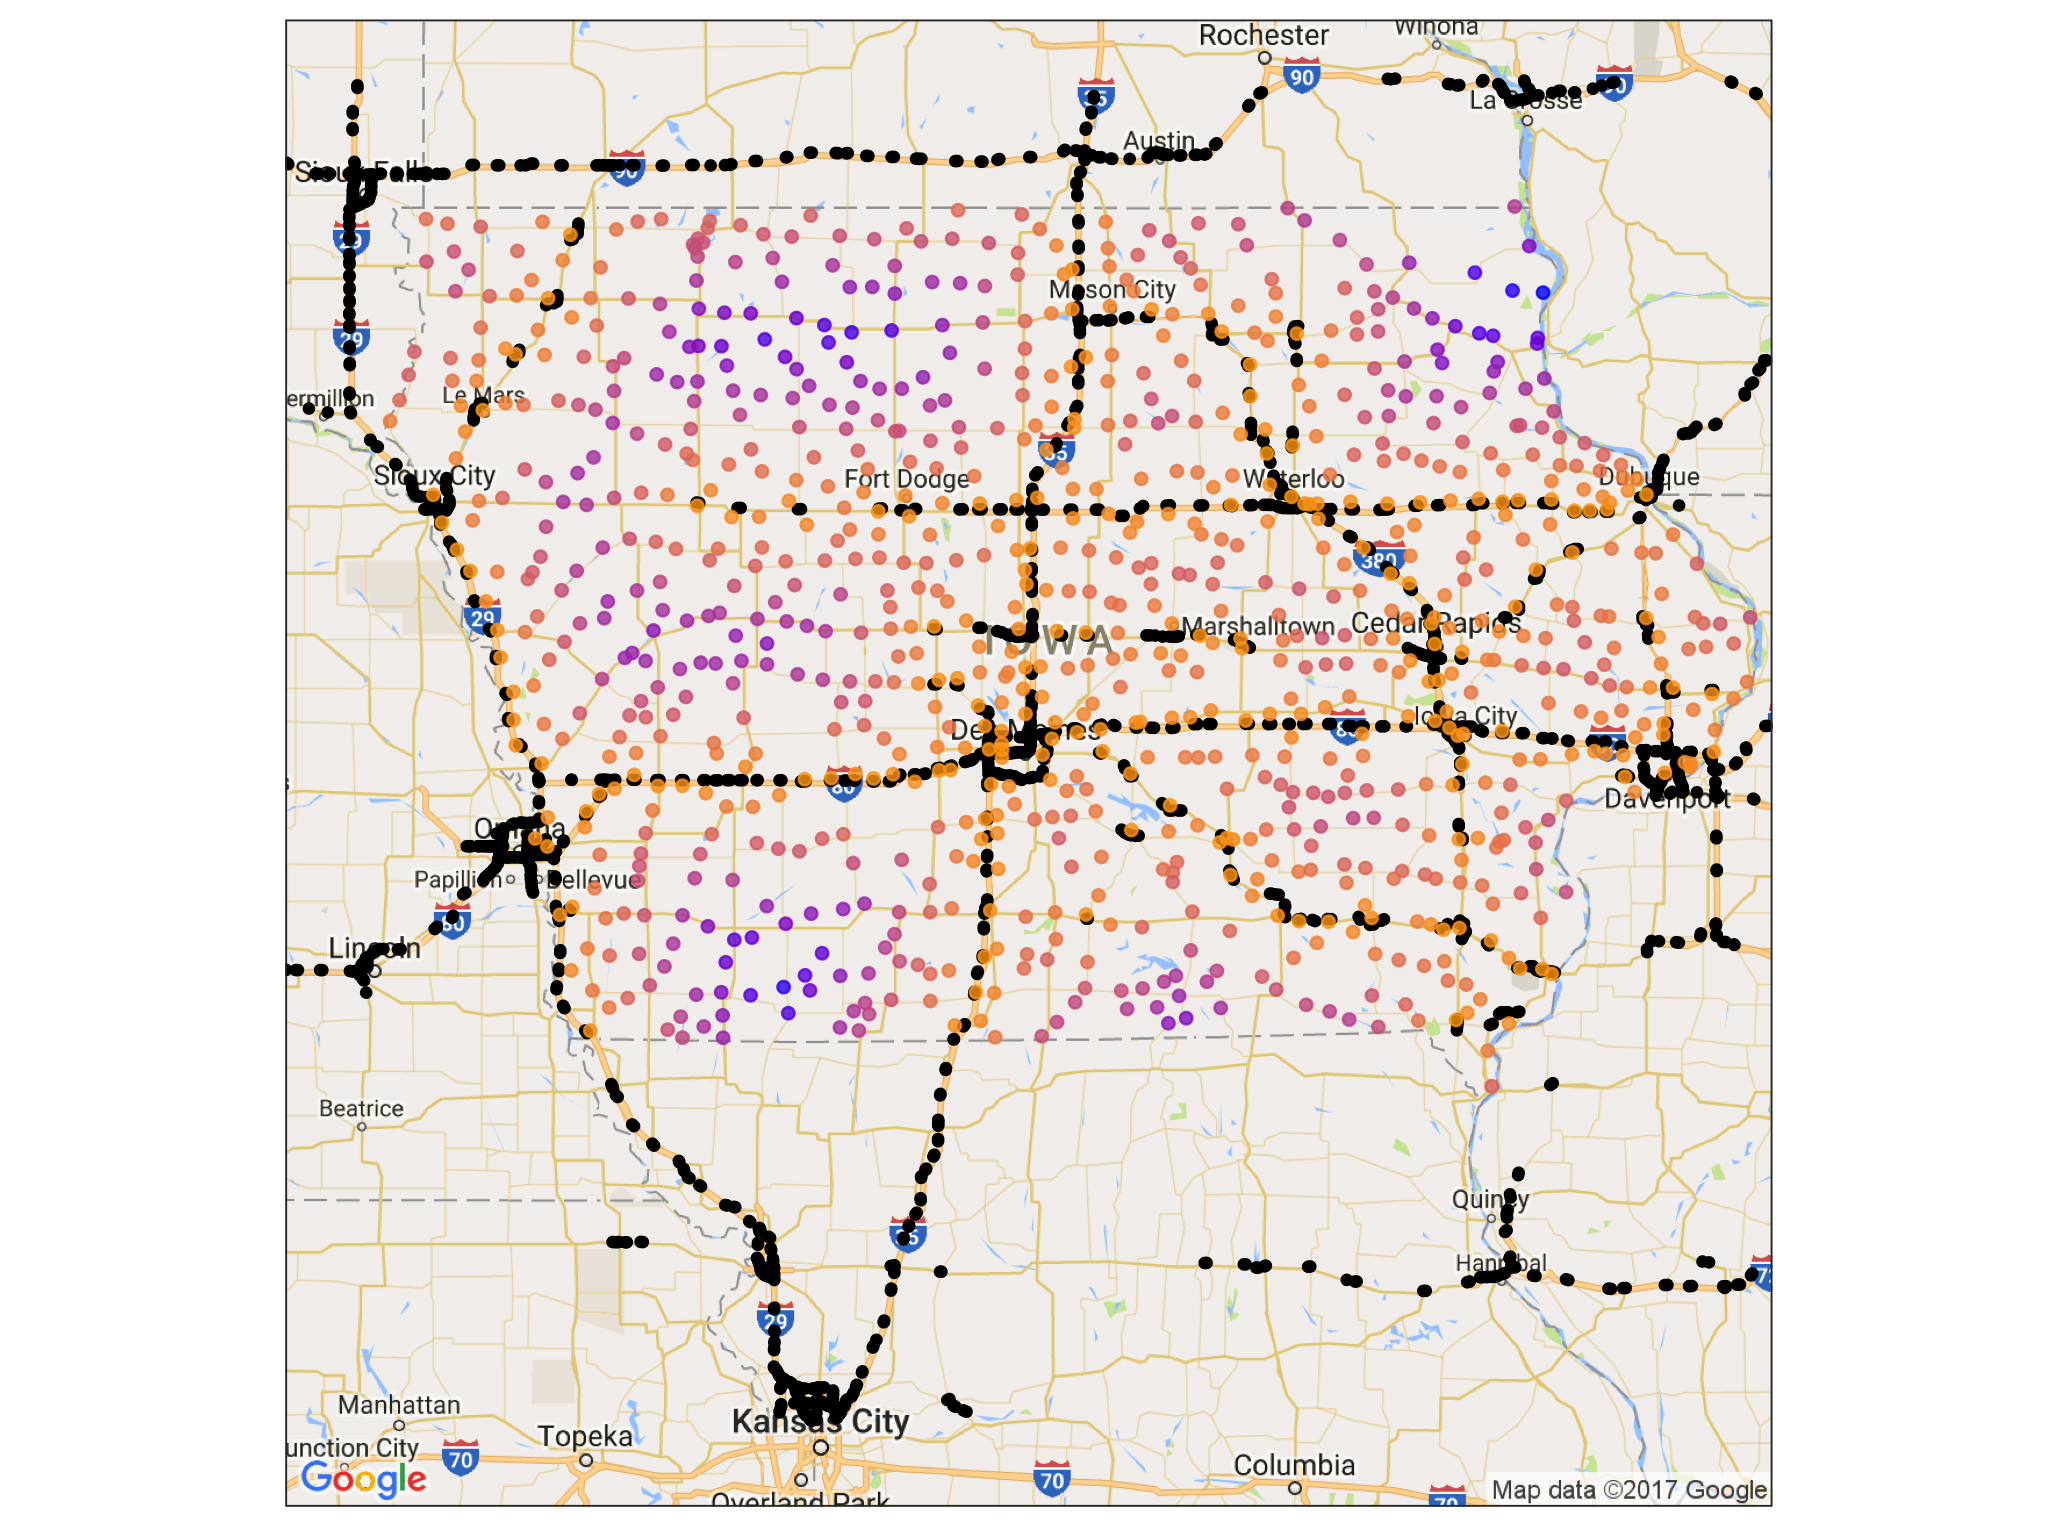 Rochester
Winona
90
35
90
La Crosse
Austin
Sioux Falls
90
29
Mason City
29
ermillion
Le Mars
35
Sioux City
Fort Dodge
Waterloo
Dubuque
380
29
IOWA
Marshalltown
Cedar Rapids
Des Moines
Iowa City
80
80
Davenport
Omaha
Papillion
Bellevue
80
Lincoln
Beatrice
Quincy
35
Hannibal
72
29
Manhattan
Kansas City
Topeka
unction City
70
70
Columbia
70
Google
Overland Park
Map data ©2017 Google